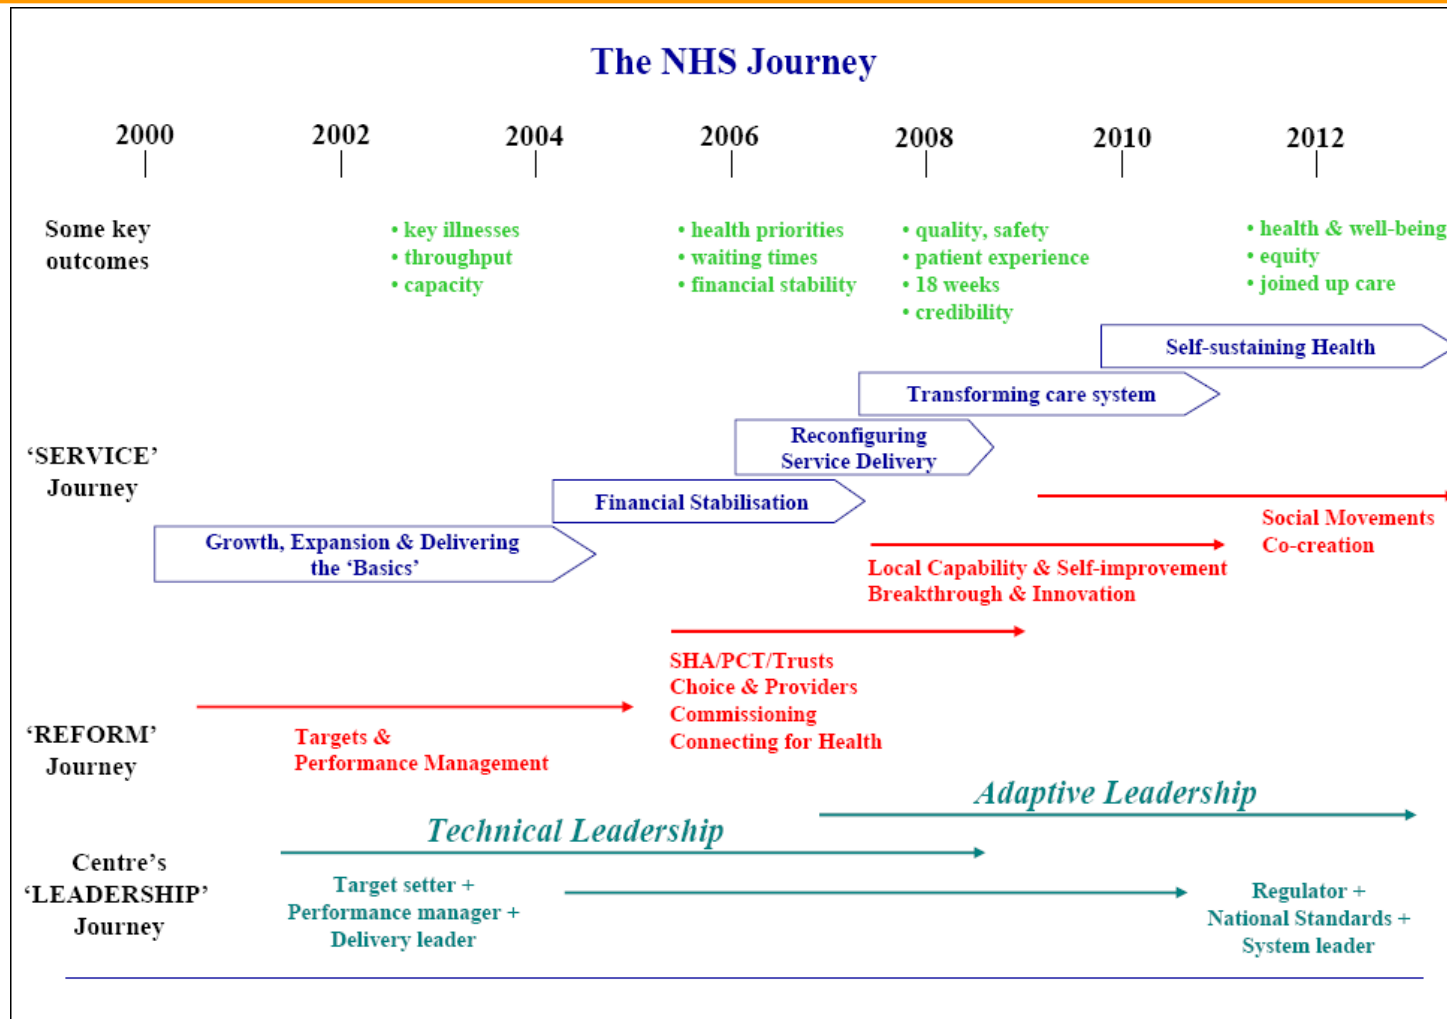 The NHS Journey
2000 2002 2004 2006 2008 2010 2012
Some key
outcomes
• key illnesses
• throughput
• capacity
• health priorities
• waiting times
• financial stability
• quality, safety
• patient experience
• 18 weeks
• credibility
• health & well-being
• equity
• joined up care
‘SERVICE’
Journey
Self-sustaining Health
Transforming care system
Reconfiguring
Service Delivery
Financial Stabilisation
Growth, Expansion & Delivering
the ‘Basics’
Social Movements
Co-creation
Local Capability & Self-improvement
Breakthrough & Innovation
‘REFORM’
Journey
SHA/PCT/Trusts
Choice & Providers
Commissioning
Connecting for Health
Targets &
Performance Management
Centre’s
‘LEADERSHIP’
Journey
Adaptive Leadership
Technical Leadership
Target setter +
Performance manager +
Delivery leader
Regulator +
National Standards +
System leader